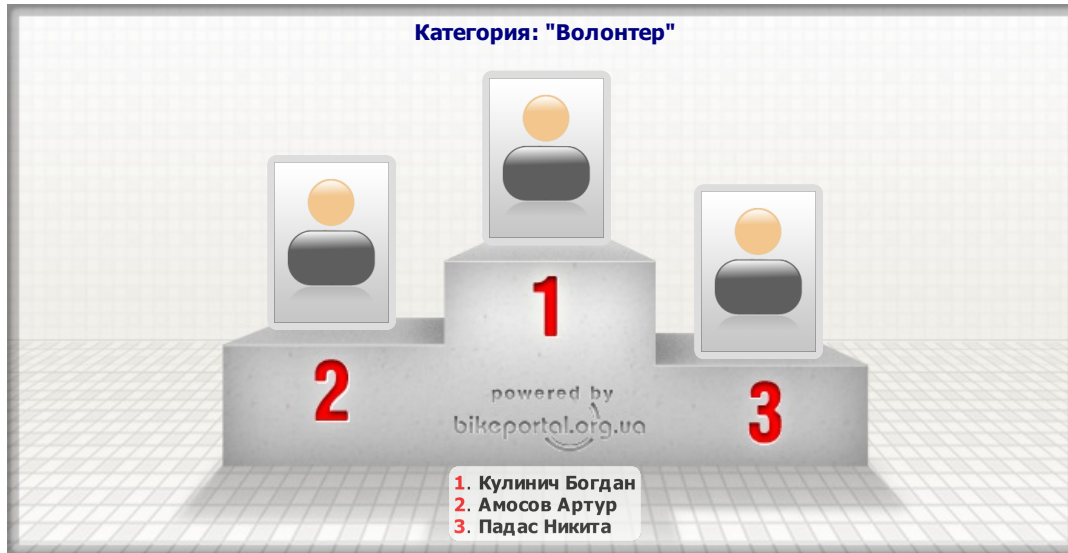 Категория: "Волонтер"
1
2
3
powered by
bikeportal.org.ua
1. Кулинич Богдан
2. Амосов Артур
3. Падас Никита